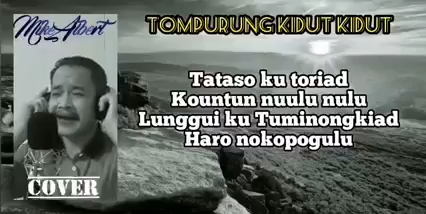 Mike Albert
TOMPURUNG KIDUT KIDUT
Tataso ku toriad
Kountun nuulu nulu
Lunggui ku Tuminongkiad
Haro nokopogulu
COVER